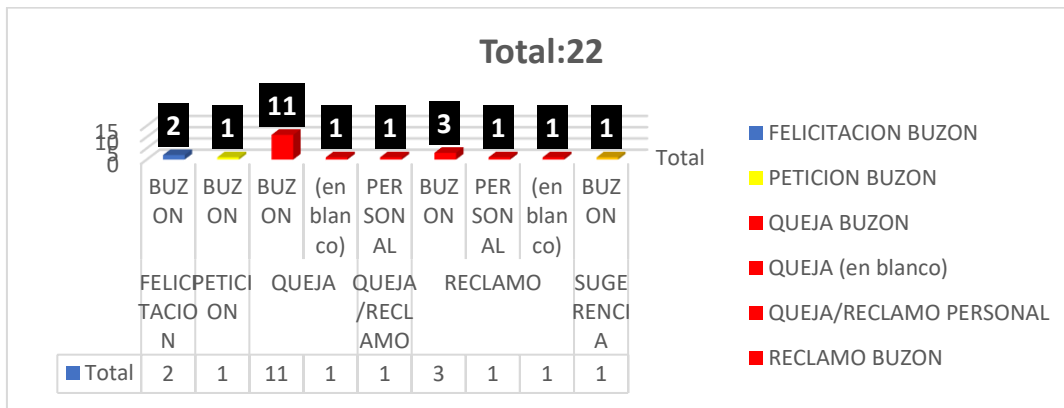 Total:22
2 1 11 1 1 3 1 1 1
15
10
5
0
Total
BUZ ON
BUZ ON
BUZ ON
(en blan co)
PER SON AL
BUZ ON
PER SON AL
(en blan co)
BUZ ON
FELICI TACIO N
PETICI ON
QUEJA
QUEJA /RECL AMO
RECLAMO
SUGE RENCI A
Total 2 1 11 1 1 3 1 1 1
FELICITACION BUZON
PETICION BUZON
QUEJA BUZON
QUEJA (en blanco)
QUEJA/RECLAMO PERSONAL
RECLAMO BUZON